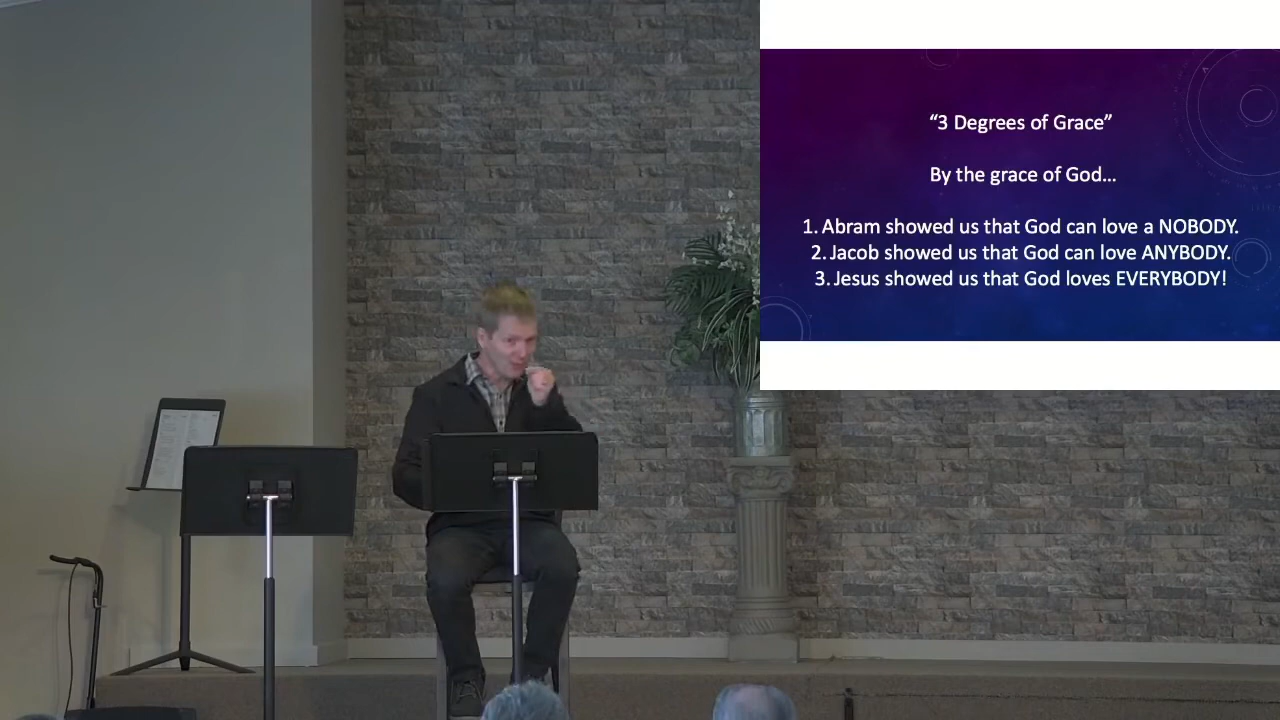 “3 Degrees of Grace”
By the grace of God...
1. Abram showed us that God can love a NOBODY.
2. Jacob showed us that God can love ANYBODY.
3. Jesus showed us that God loves EVERYBODY!